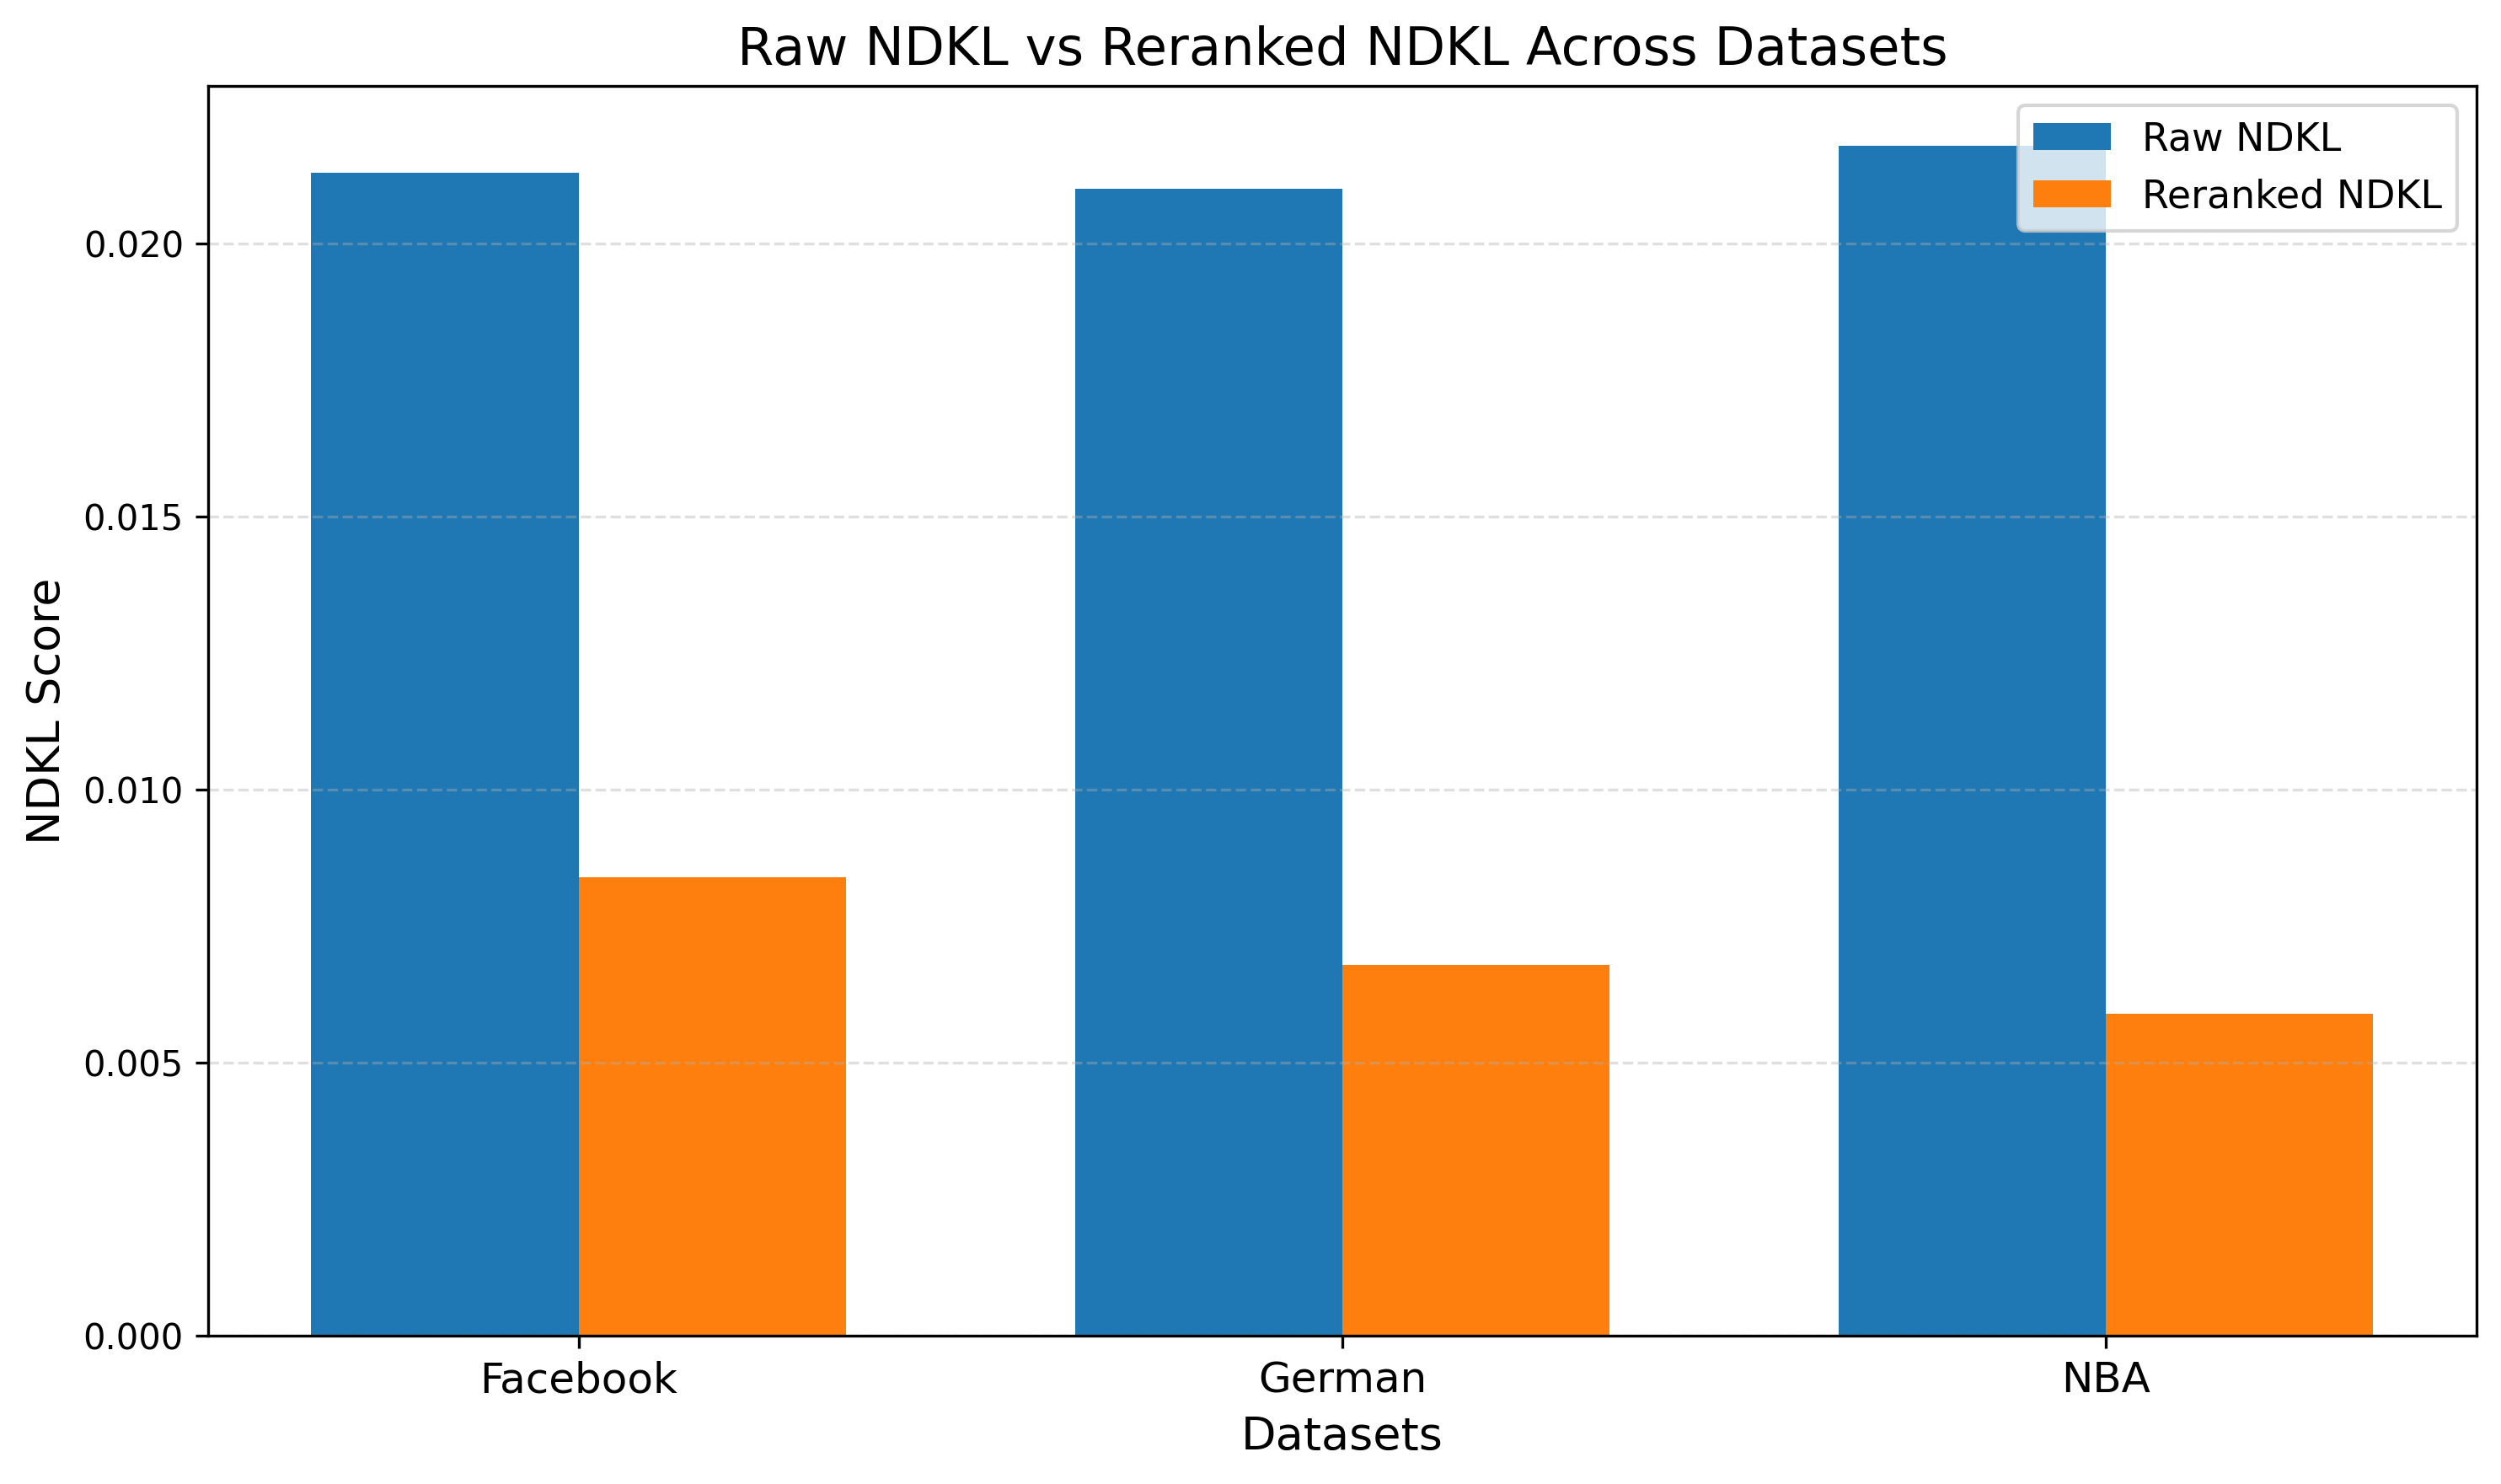 Raw NDKL vs Reranked NDKL Across Datasets
Raw NDKL
Reranked NDKL
NDKL Score
0.020
0.015
0.010
0.005
0.000
Facebook
German
NBA
Datasets